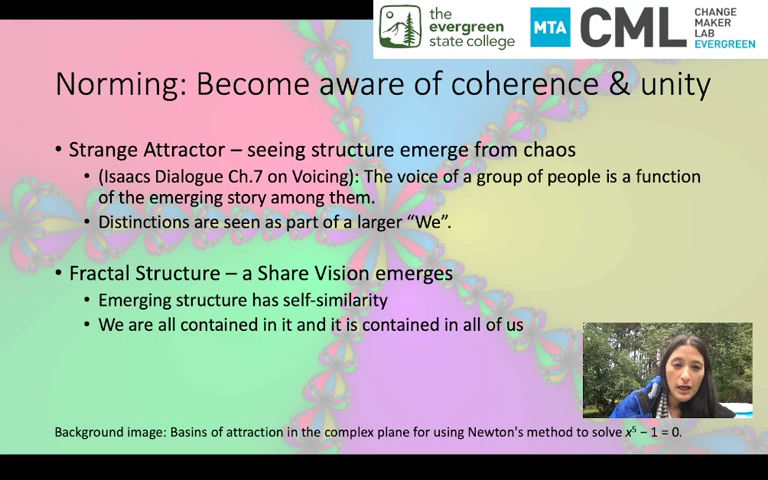 the
evergreen
state college
MTA
CML
CHANGE
MAKER
LAB
EVERGREEN
Norming: Become aware of coherence & unity
• Strange Attractor – seeing structure emerge from chaos
• (Isaacs Dialogue Ch.7 on Voicing): The voice of a group of people is a function
of the emerging story among them.
• Distinctions are seen as part of a larger “We”.
• Fractal Structure – a Share Vision emerges
• Emerging structure has self-similarity
• We are all contained in it and it is contained in all of us
Background image: Basins of attraction in the complex plane for using Newton's method to solve x⁵ − 1 = 0.